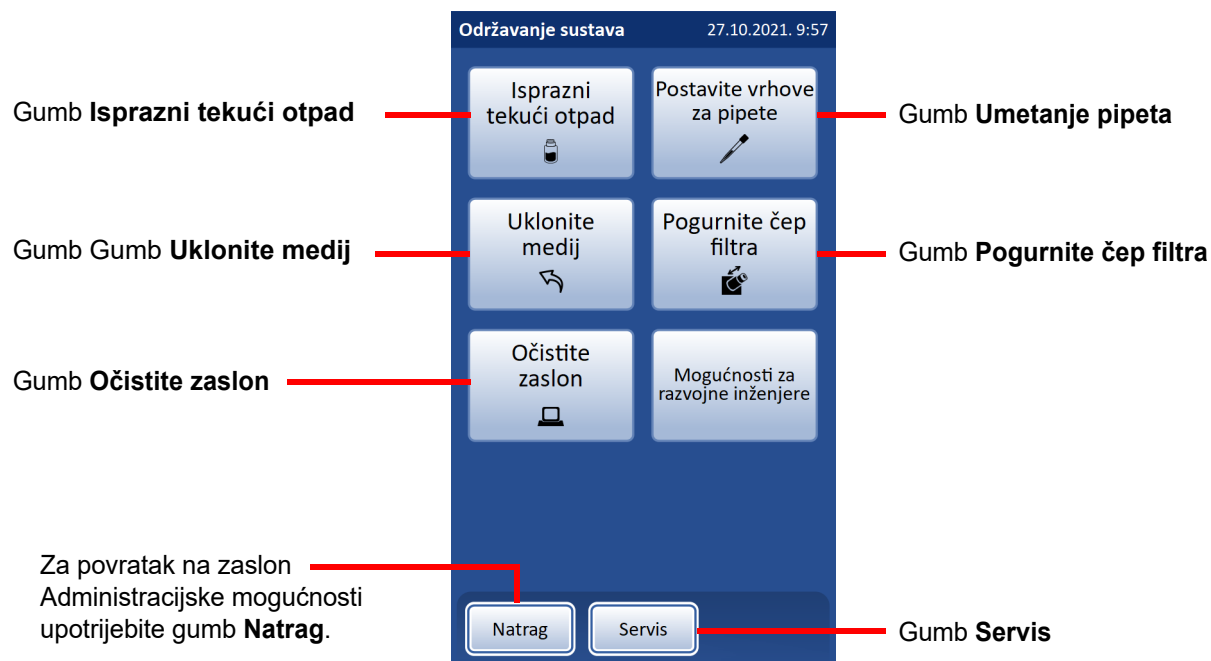 Održavanje sustava 27.10.2021. 9:57
Isprazni
tekući otpad
Postavite vrhove
za pipete
Gumb Isprazni tekući otpad
Gumb Umetanje pipeta
Uklonite
medij
Pogurnite čep
filtra
Gumb Gumb Uklonite medij
Gumb Pogurnite čep filtra
Očistite
zaslon
Mogućnosti za
razvojne inženjere
Gumb Očistite zaslon
Za povratak na zaslon
Administracijske mogućnosti
upotrijebite gumb Natrag.
Natrag
Servis
Gumb Servis